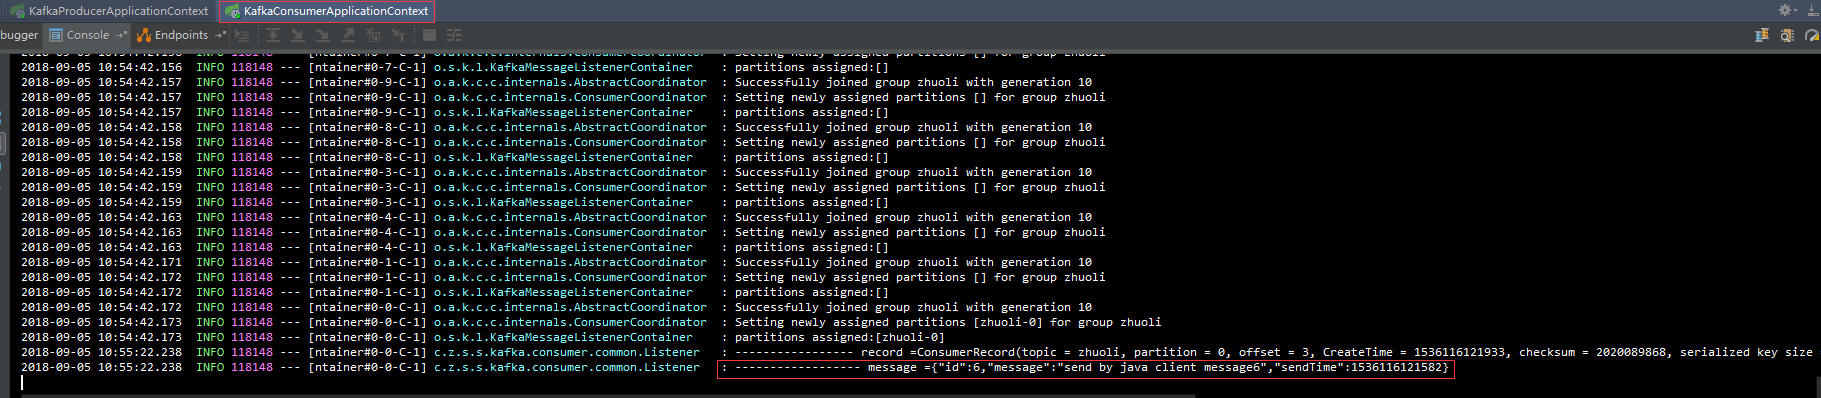 KafkaProducerApplicationContext KafkaConsumerApplicationContext
bugger Console Endpoints
2018-09-05 10:54:42.156 INFO 118148 --- [ntainer#0-7-C-1] o.s.k.l.KafkaMessageListenerContainer : partitions assigned:[]
2018-09-05 10:54:42.157 INFO 118148 --- [ntainer#0-9-C-1] o.a.k.c.c.internals.AbstractCoordinator : Successfully joined group zhuoli with generation 10
2018-09-05 10:54:42.157 INFO 118148 --- [ntainer#0-9-C-1] o.a.k.c.c.internals.ConsumerCoordinator : Setting newly assigned partitions [] for group zhuoli
2018-09-05 10:54:42.157 INFO 118148 --- [ntainer#0-9-C-1] o.s.k.l.KafkaMessageListenerContainer : partitions assigned:[]
2018-09-05 10:54:42.158 INFO 118148 --- [ntainer#0-8-C-1] o.a.k.c.c.internals.AbstractCoordinator : Successfully joined group zhuoli with generation 10
2018-09-05 10:54:42.158 INFO 118148 --- [ntainer#0-8-C-1] o.a.k.c.c.internals.ConsumerCoordinator : Setting newly assigned partitions [] for group zhuoli
2018-09-05 10:54:42.158 INFO 118148 --- [ntainer#0-8-C-1] o.s.k.l.KafkaMessageListenerContainer : partitions assigned:[]
2018-09-05 10:54:42.159 INFO 118148 --- [ntainer#0-3-C-1] o.a.k.c.c.internals.AbstractCoordinator : Successfully joined group zhuoli with generation 10
2018-09-05 10:54:42.159 INFO 118148 --- [ntainer#0-3-C-1] o.a.k.c.c.internals.ConsumerCoordinator : Setting newly assigned partitions [] for group zhuoli
2018-09-05 10:54:42.159 INFO 118148 --- [ntainer#0-3-C-1] o.s.k.l.KafkaMessageListenerContainer : partitions assigned:[]
2018-09-05 10:54:42.163 INFO 118148 --- [ntainer#0-4-C-1] o.a.k.c.c.internals.AbstractCoordinator : Successfully joined group zhuoli with generation 10
2018-09-05 10:54:42.163 INFO 118148 --- [ntainer#0-4-C-1] o.a.k.c.c.internals.ConsumerCoordinator : Setting newly assigned partitions [] for group zhuoli
2018-09-05 10:54:42.163 INFO 118148 --- [ntainer#0-4-C-1] o.s.k.l.KafkaMessageListenerContainer : partitions assigned:[]
2018-09-05 10:54:42.171 INFO 118148 --- [ntainer#0-1-C-1] o.a.k.c.c.internals.AbstractCoordinator : Successfully joined group zhuoli with generation 10
2018-09-05 10:54:42.172 INFO 118148 --- [ntainer#0-1-C-1] o.a.k.c.c.internals.ConsumerCoordinator : Setting newly assigned partitions [] for group zhuoli
2018-09-05 10:54:42.172 INFO 118148 --- [ntainer#0-1-C-1] o.s.k.l.KafkaMessageListenerContainer : partitions assigned:[]
2018-09-05 10:54:42.172 INFO 118148 --- [ntainer#0-0-C-1] o.a.k.c.c.internals.AbstractCoordinator : Successfully joined group zhuoli with generation 10
2018-09-05 10:54:42.173 INFO 118148 --- [ntainer#0-0-C-1] o.a.k.c.c.internals.ConsumerCoordinator : Setting newly assigned partitions [zhuoli-0] for group zhuoli
2018-09-05 10:54:42.173 INFO 118148 --- [ntainer#0-0-C-1] o.s.k.l.KafkaMessageListenerContainer : partitions assigned:[zhuoli-0]
2018-09-05 10:55:22.238 INFO 118148 --- [ntainer#0-0-C-1] c.z.s.s.kafka.consumer.common.Listener : ----------------- record =ConsumerRecord(topic = zhuoli, partition = 0, offset = 3, CreateTime = 1536116121933, checksum = 2020089868, serialized key size
2018-09-05 10:55:22.238 INFO 118148 --- [ntainer#0-0-C-1] c.z.s.s.kafka.consumer.common.Listener : ------------------ message ={"id":6,"message":"send by java client message6","sendTime":1536116121582}